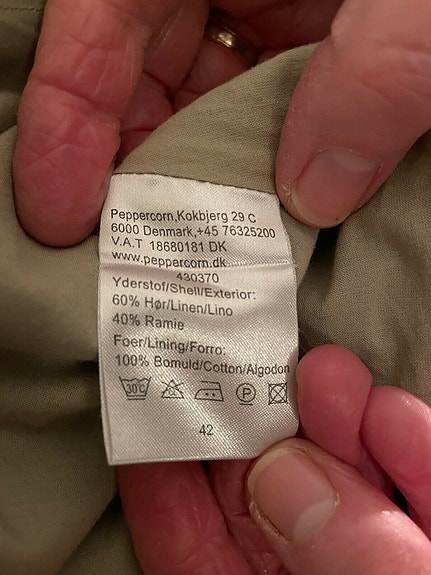 Peppercorn,Kokbjerg 29 C
6000 Denmark,+45 76325200
V.A.T 18680181 DK
www.peppercorn.dk
430370
Yderstof/Shell/Exterior:
60% Hør/Linen/Lino
40% Ramie
Foer/Lining/Forro:
100% Bomuld/Cotton/Algodon
30°C P
42